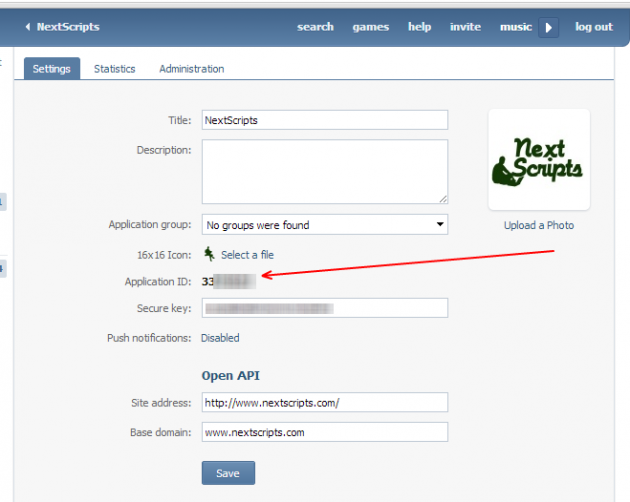 NextScripts
search games help invite music log out
Settings Statistics Administration
Title: NextScripts
Description:
Next
Scripts
Upload a Photo
Application group: No groups were found
16x16 Icon: Select a file
Application ID: 33
Secure key:
Push notifications: Disabled
Open API
Site address: http://www.nextscripts.com/
Base domain: www.nextscripts.com
Save